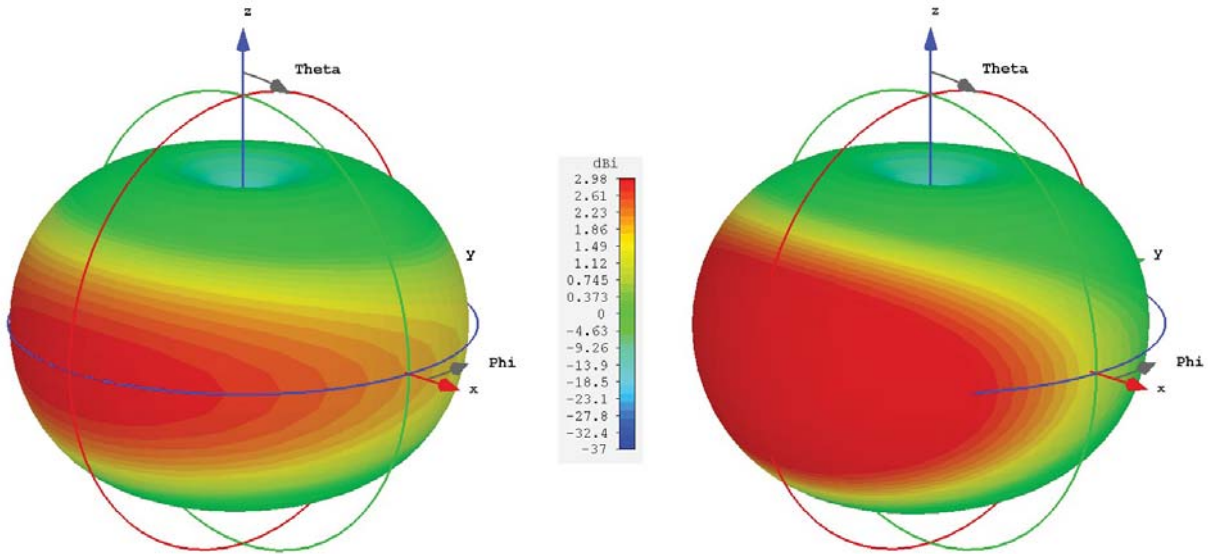 z
Theta
y
Phi
x
dBi
2.98
2.61
2.23
1.86
1.49
1.12
0.745
0.373
0
-4.63
-9.26
-13.9
-18.5
-23.1
-27.8
-32.4
-37
z
Theta
y
Phi
x